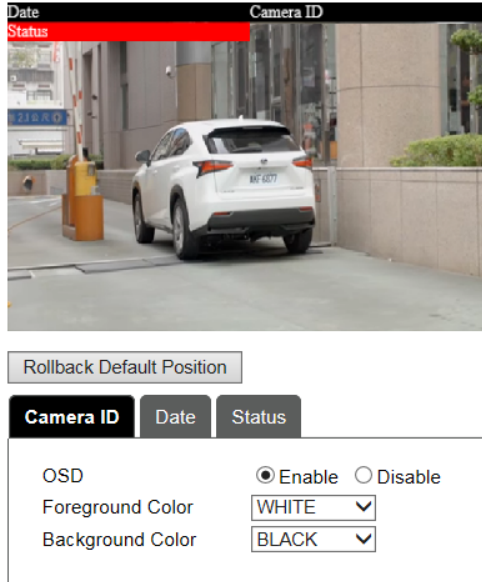 Date Camera ID
Status
Rollback Default Position
Camera ID Date Status
OSD Enable Disable
Foreground Color WHITE
Background Color BLACK